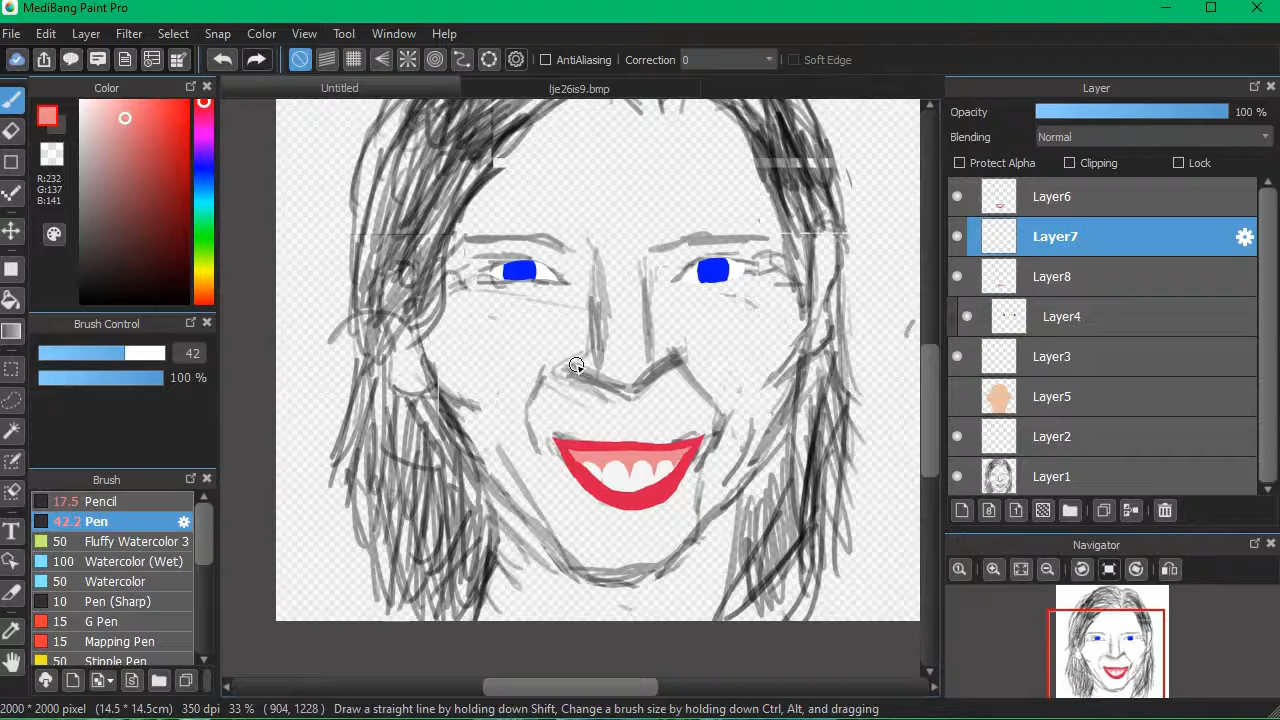 MediBang Paint Pro
File Edit Layer Filter Select Snap Color View Tool Window Help
AntiAliasing Correction 0 Soft Edge
Color
Untitled
lje26is9.bmp
Layer
R:232
G:137
B:141
Opacity 100 %
Blending Normal
Protect Alpha Clipping Lock
Layer6
Layer7
Layer8
Layer4
Layer3
Layer5
Layer2
Layer1
Brush Control
42
100 %
Brush
17.5 Pencil
42.2 Pen
50 Fluffy Watercolor 3
100 Watercolor (Wet)
50 Watercolor
10 Pen (Sharp)
15 G Pen
15 Mapping Pen
50 Stipple Pen
Navigator
2000 * 2000 pixel (14.5 * 14.5cm) 350 dpi 33 % ( 904, 1228 ) Draw a straight line by holding down Shift, Change a brush size by holding down Ctrl, Alt, and dragging